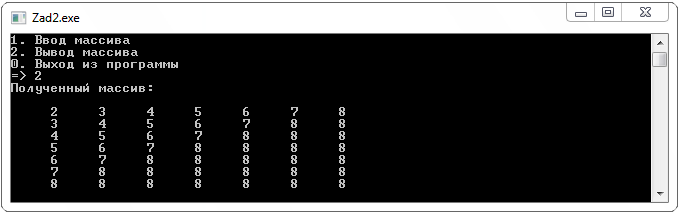 Zad2.exe
1. Ввод массива
2. Вывод массива
0. Выход из программы
=> 2
Полученный массив:
2 3 4 5 6 7 8
3 4 5 6 7 8 8
4 5 6 7 8 8 8
5 6 7 8 8 8 8
6 7 8 8 8 8 8
7 8 8 8 8 8 8
8 8 8 8 8 8 8